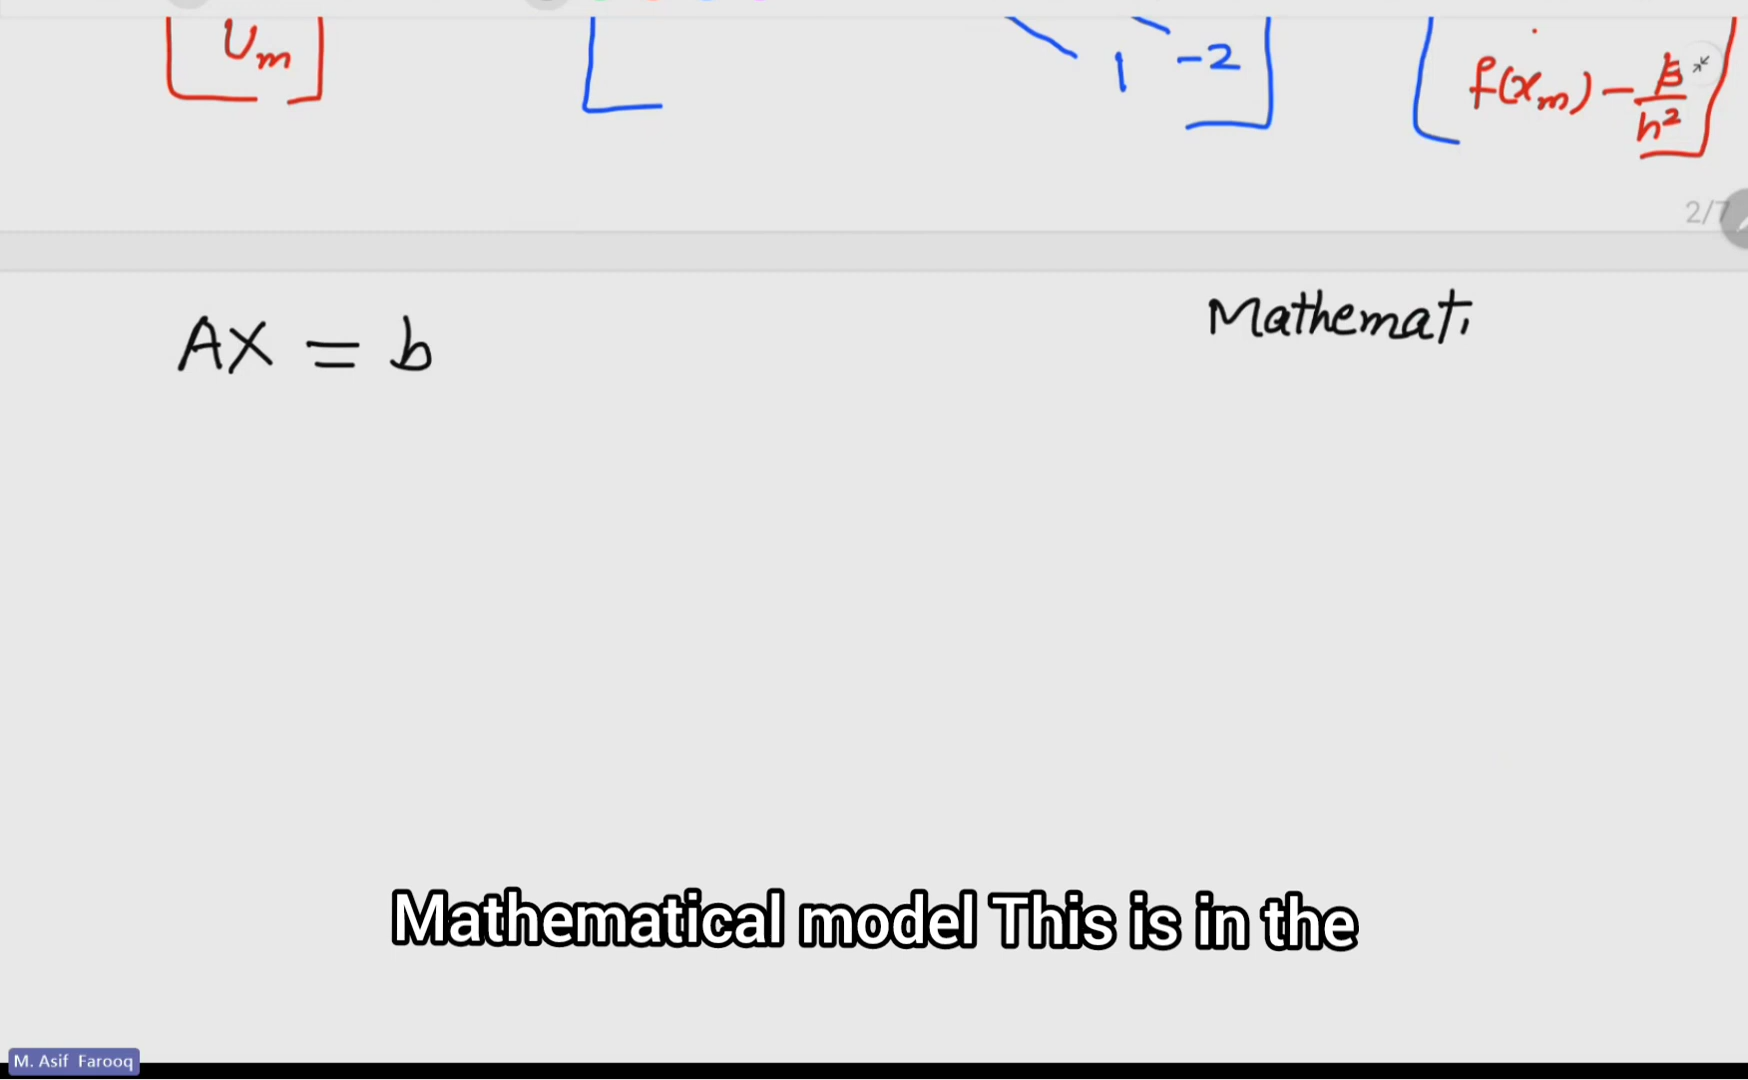 Um
1 -2
f(xm) - β/h²
2/7
AX = b
Mathemati
Mathematical model This is in the
M. Asif Farooq